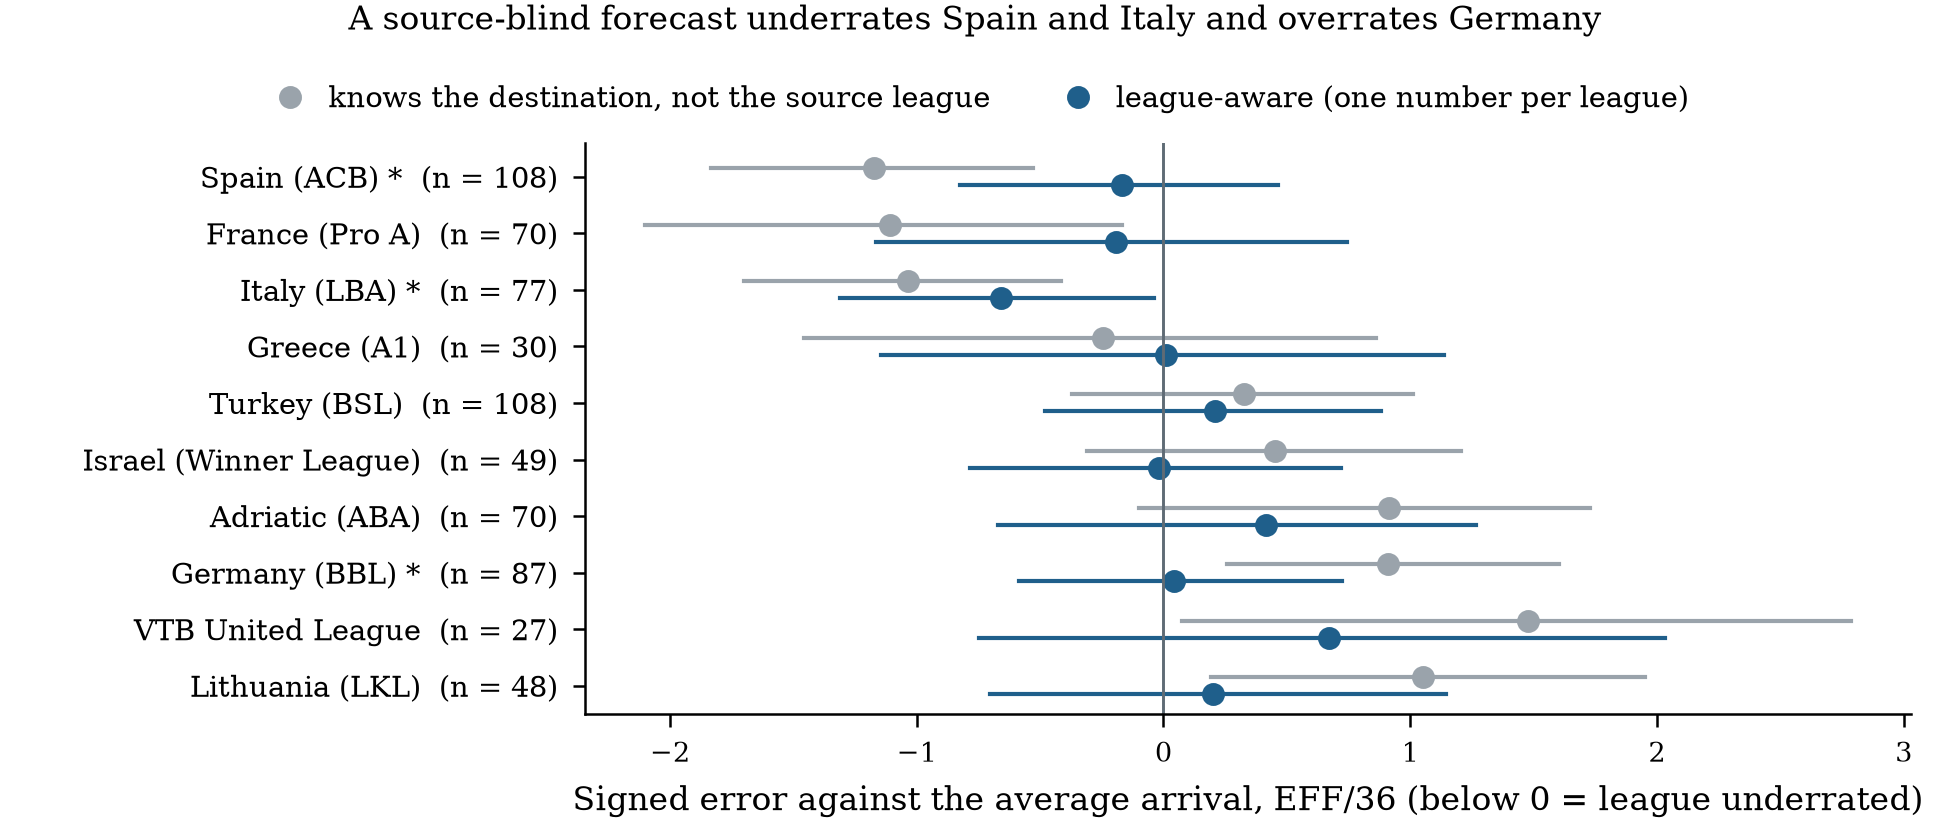 A source-blind forecast underrates Spain and Italy and overrates Germany
knows the destination, not the source league
league-aware (one number per league)
Spain (ACB) * (n = 108)
France (Pro A) (n = 70)
Italy (LBA) * (n = 77)
Greece (A1) (n = 30)
Turkey (BSL) (n = 108)
Israel (Winner League) (n = 49)
Adriatic (ABA) (n = 70)
Germany (BBL) * (n = 87)
VTB United League (n = 27)
Lithuania (LKL) (n = 48)
−2 −1 0 1 2 3
Signed error against the average arrival, EFF/36 (below 0 = league underrated)